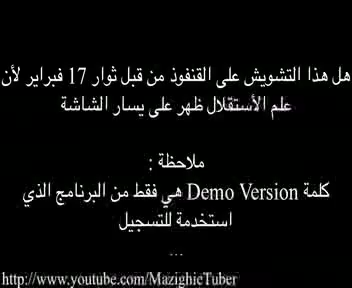 هل هذا التشويش على القنفوذ من قبل ثوار 17 فبراير لأن
علم الأستقلال ظهر على يسار الشاشة
ملاحظة :
كلمة Demo Version هي فقط من البرنامج الذي
استخدمة للتسجيل
...
http://www.youtube.com/MazighieTuber